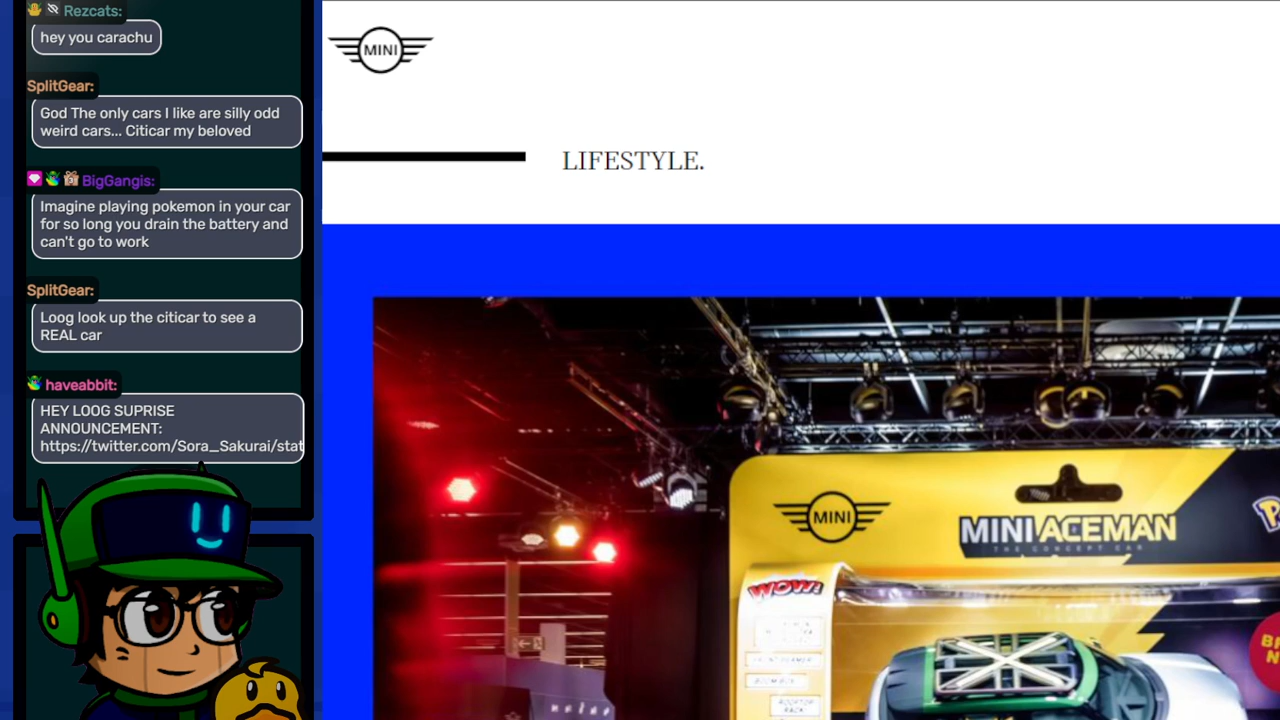 Rezcats:
hey you carachu
SplitGear:
God The only cars I like are silly odd
weird cars... Citicar my beloved
BigGangis:
Imagine playing pokemon in your car
for so long you drain the battery and
can't go to work
SplitGear:
Loog look up the citicar to see a
REAL car
haveabbit:
HEY LOOG SUPRISE
ANNOUNCEMENT:
https://twitter.com/Sora_Sakurai/stat
MINI
LIFESTYLE.
MINI
MINI ACEMAN
THE CONCEPT CAR
WOW!